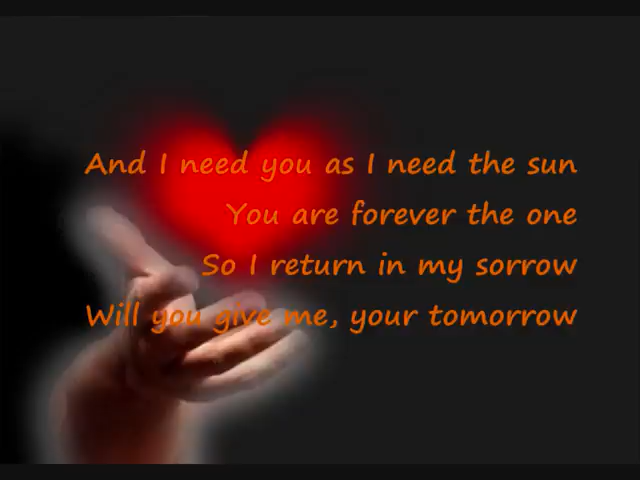 And I need you as I need the sun
You are forever the one
So I return in my sorrow
Will you give me, your tomorrow